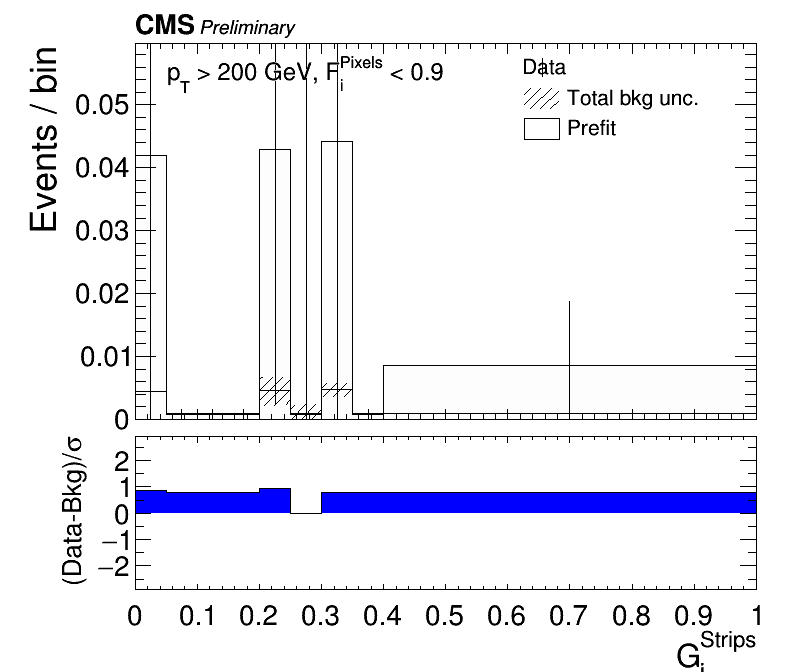 CMS Preliminary
p_T > 200 GeV, F_i^Pixels < 0.9
Data
Total bkg unc.
Prefit
Events / bin
0.05
0.04
0.03
0.02
0.01
0
(Data-Bkg)/σ
2
1
0
−1
−2
0 0.1 0.2 0.3 0.4 0.5 0.6 0.7 0.8 0.9 1
G_i^Strips